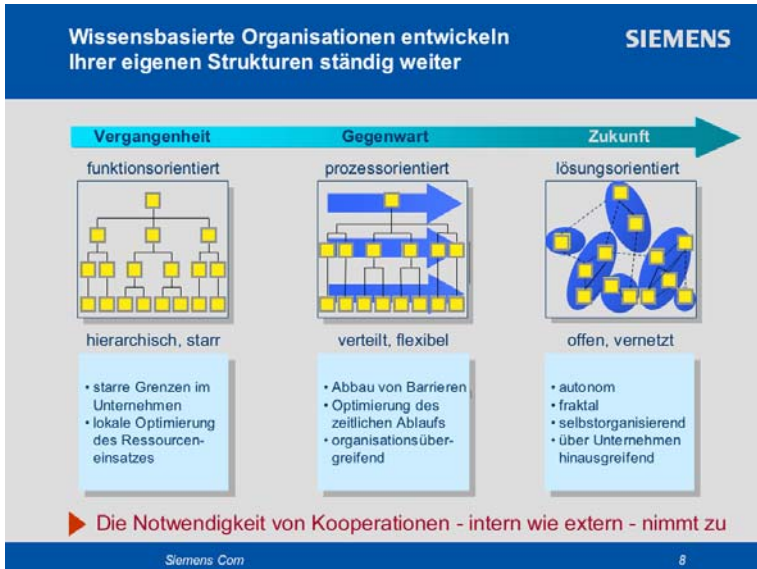 Wissensbasierte Organisationen entwickeln
Ihrer eigenen Strukturen ständig weiter
SIEMENS
Vergangenheit
Gegenwart
Zukunft
funktionsorientiert
prozessorientiert
lösungsorientiert
hierarchisch, starr
verteilt, flexibel
offen, vernetzt
• starre Grenzen im
Unternehmen
• lokale Optimierung
des Ressourcen-
einsatzes
• Abbau von Barrieren
• Optimierung des
zeitlichen Ablaufs
• organisationsüber-
greifend
• autonom
• fraktal
• selbstorganisierend
• über Unternehmen
hinausgreifend
Die Notwendigkeit von Kooperationen - intern wie extern - nimmt zu
Siemens Com
8